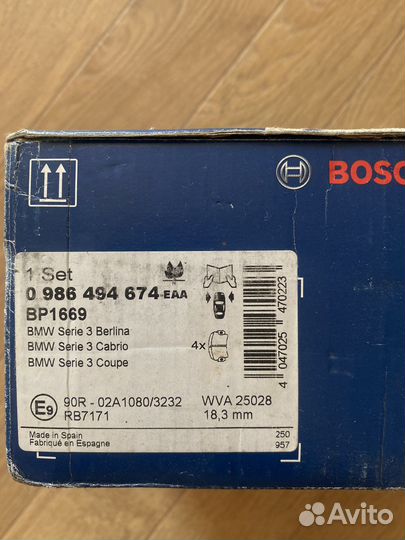 BOSC
1 Set
0 986 494 674-EAA
BP1669
BMW Serie 3 Berlina
BMW Serie 3 Cabrio
BMW Serie 3 Coupe
4x
4 047025 470223
E9
90R - 02A1080/3232
WVA 25028
RB7171
18,3 mm
Made in Spain
250
Fabriqué en Espagne
957
Avito